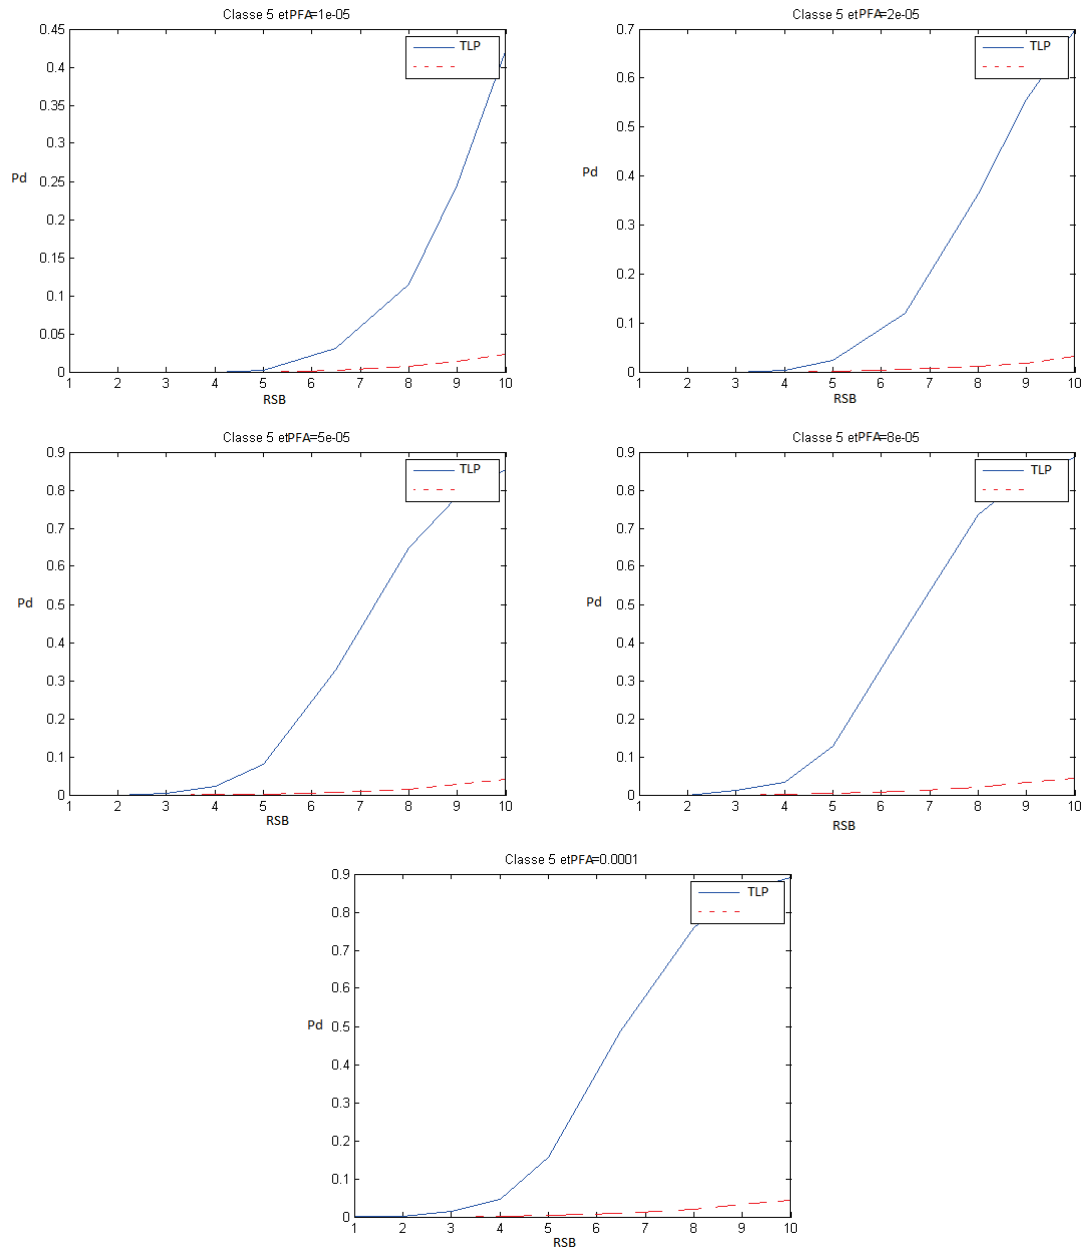 Classe 5 etPFA=1e-05
0.45
0.4
0.35
0.3
0.25
0.2
0.15
0.1
0.05
0
Pd
TLP
1 2 3 4 5 6 7 8 9 10
RSB
Classe 5 etPFA=2e-05
0.7
0.6
0.5
0.4
0.3
0.2
0.1
0
Pd
TLP
1 2 3 4 5 6 7 8 9 10
RSB
Classe 5 etPFA=5e-05
0.9
0.8
0.7
0.6
0.5
0.4
0.3
0.2
0.1
0
Pd
TLP
1 2 3 4 5 6 7 8 9 10
RSB
Classe 5 etPFA=8e-05
0.9
0.8
0.7
0.6
0.5
0.4
0.3
0.2
0.1
0
Pd
TLP
1 2 3 4 5 6 7 8 9 10
RSB
Classe 5 etPFA=0.0001
0.9
0.8
0.7
0.6
0.5
0.4
0.3
0.2
0.1
0
Pd
TLP
1 2 3 4 5 6 7 8 9 10
RSB